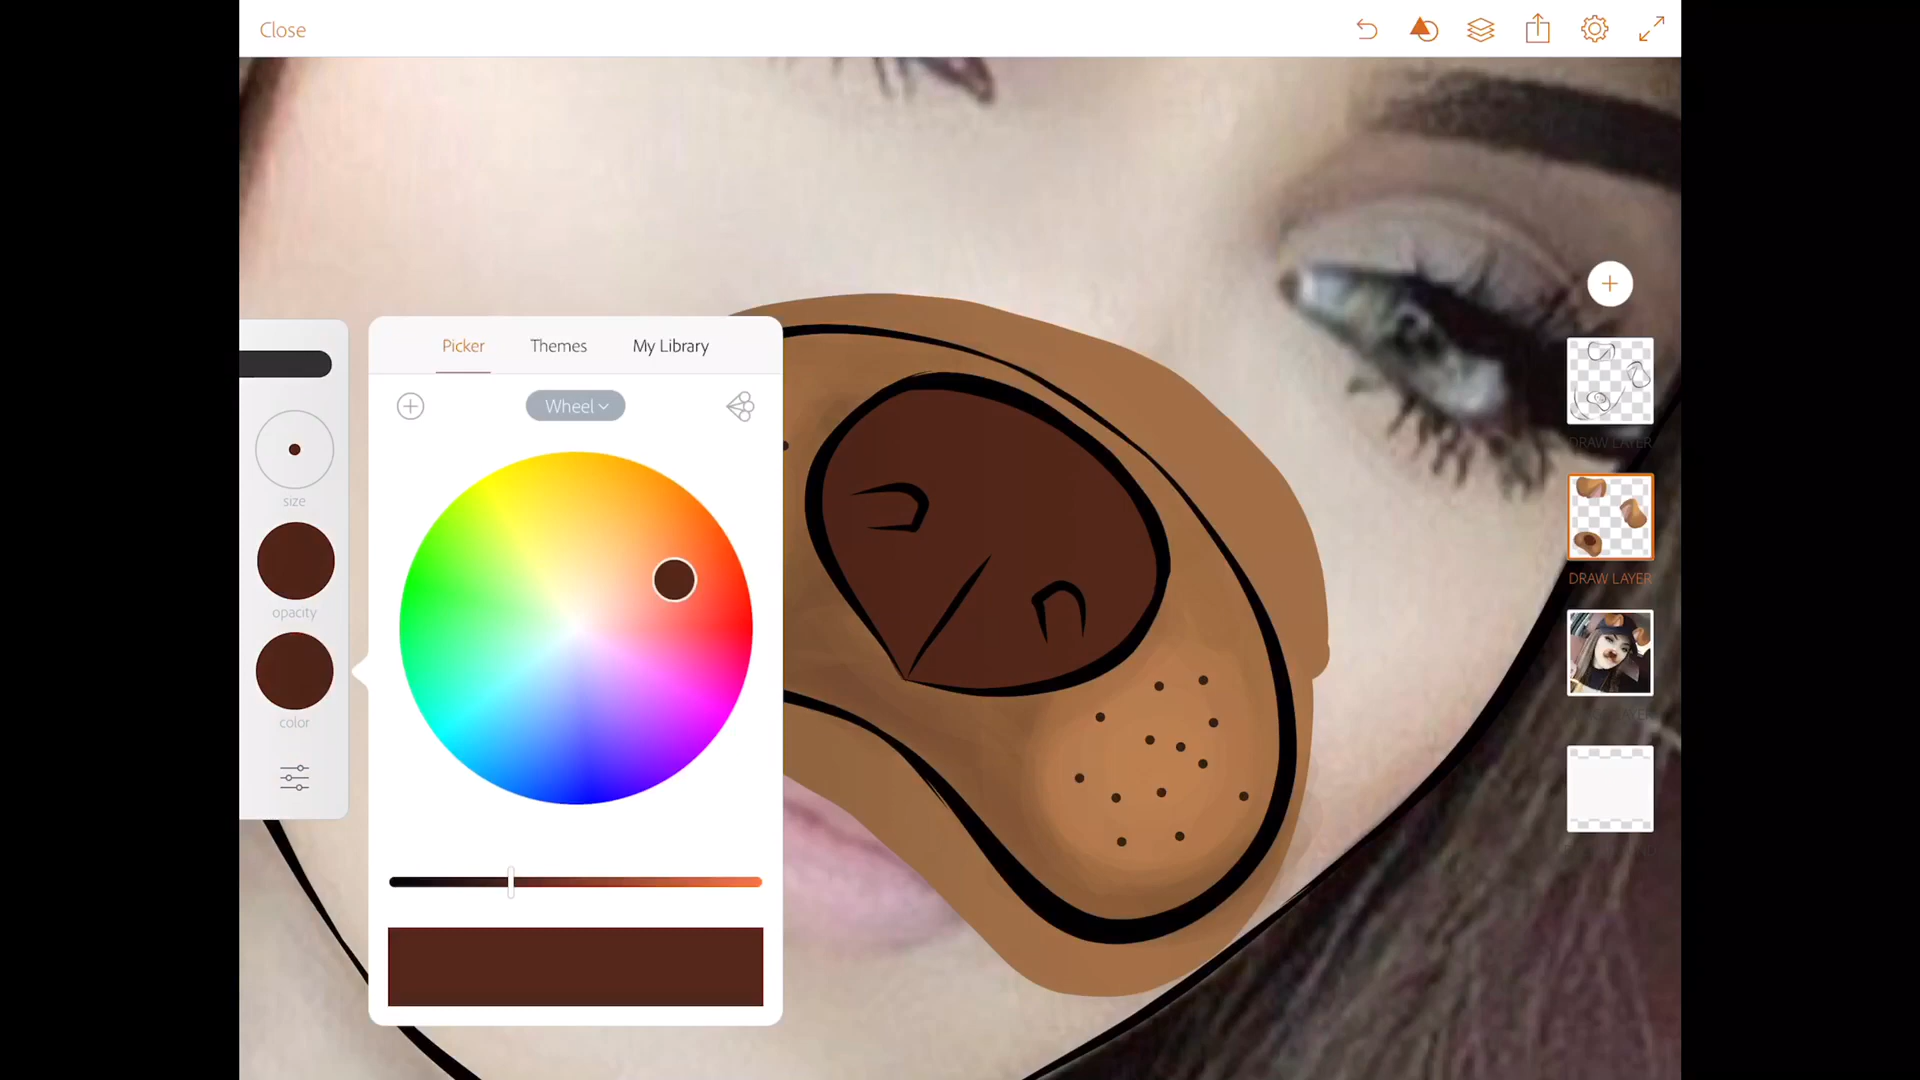 Close
Picker
Themes
My Library
Wheel
size
opacity
color
DRAW LAYER
DRAW LAYER